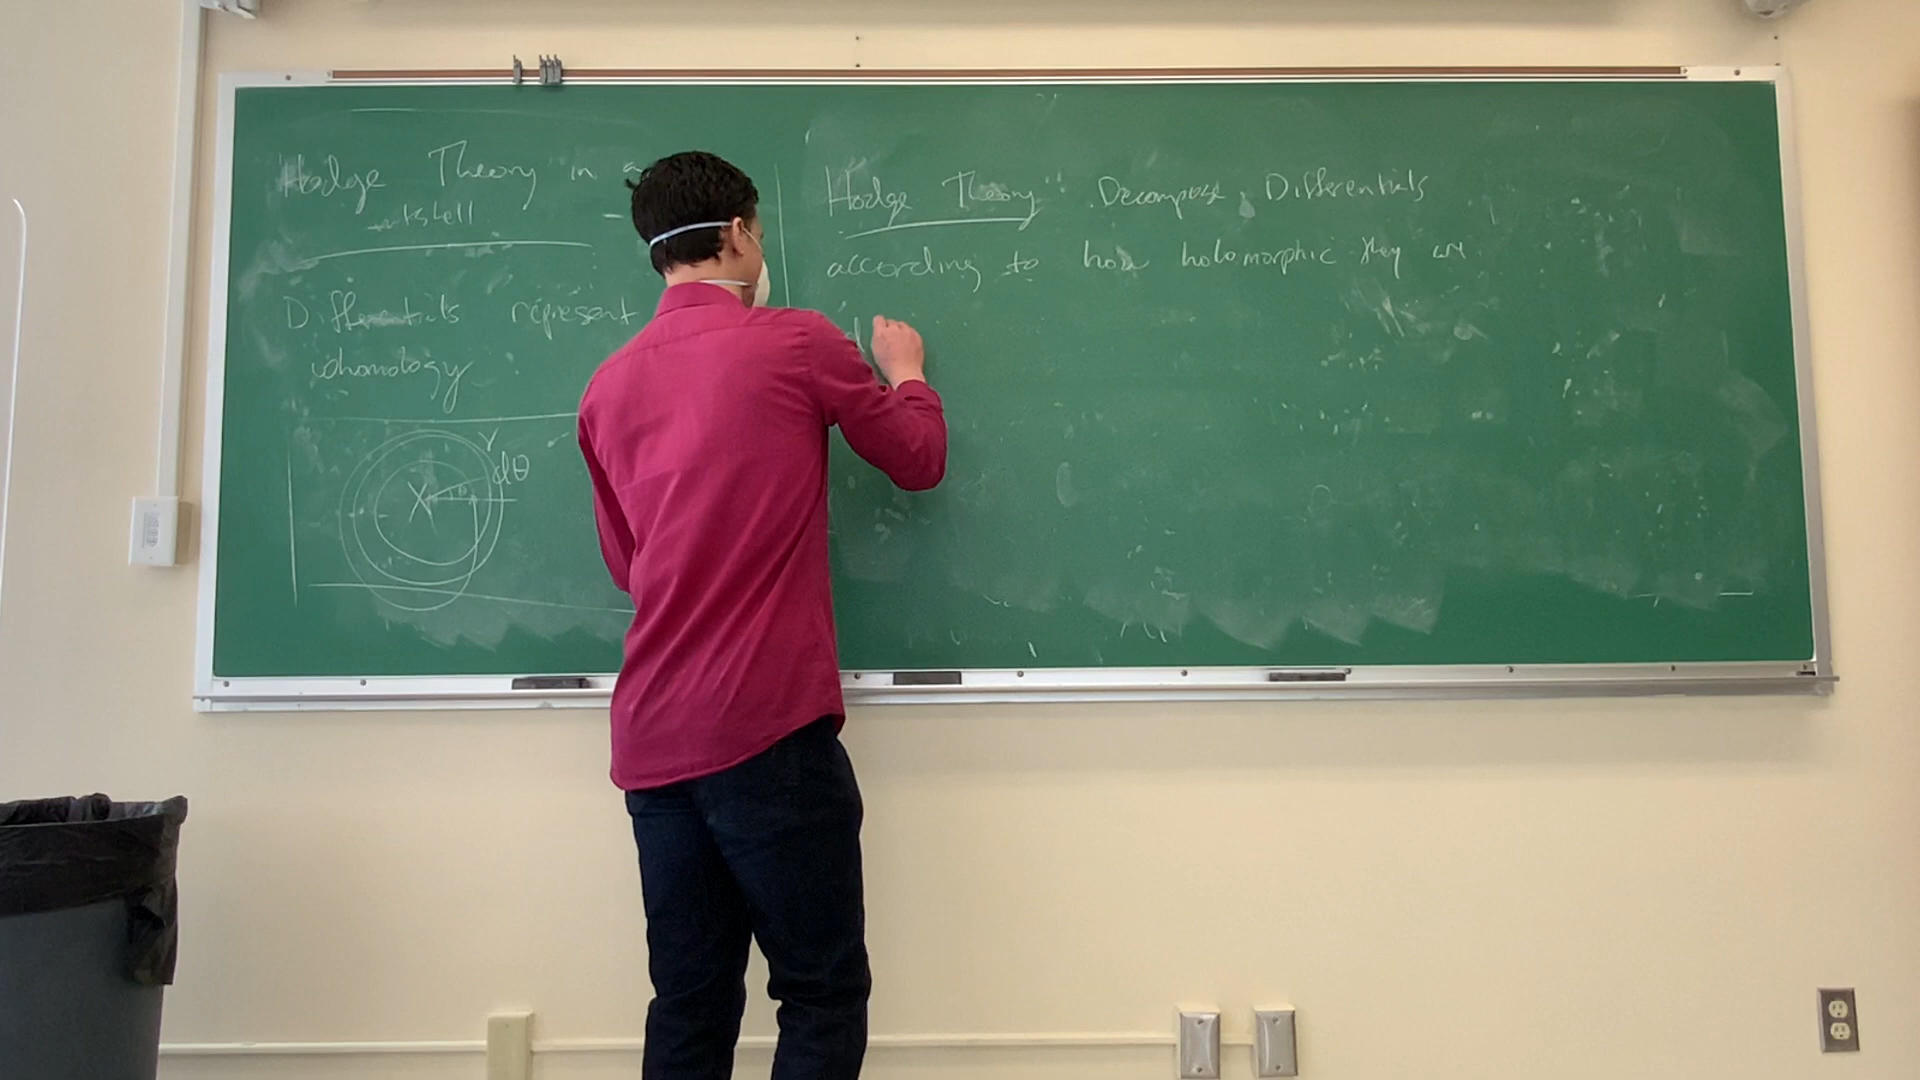 Hodge Theory in a
nutshell
Differentials represent
cohomology
r
dθ
θ
Hodge Theory: Decompose Differentials
according to how holomorphic they are
d